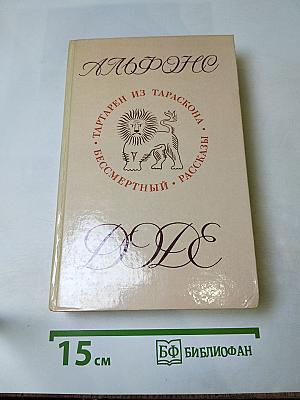 АЛЬФОНС
ТАРТАРЕН ИЗ ТАРАСКОНА •
БЕССМЕРТНЫЙ • РАССКАЗЫ •
ДОДЕ
15 см
БФ БИБЛИОФАН